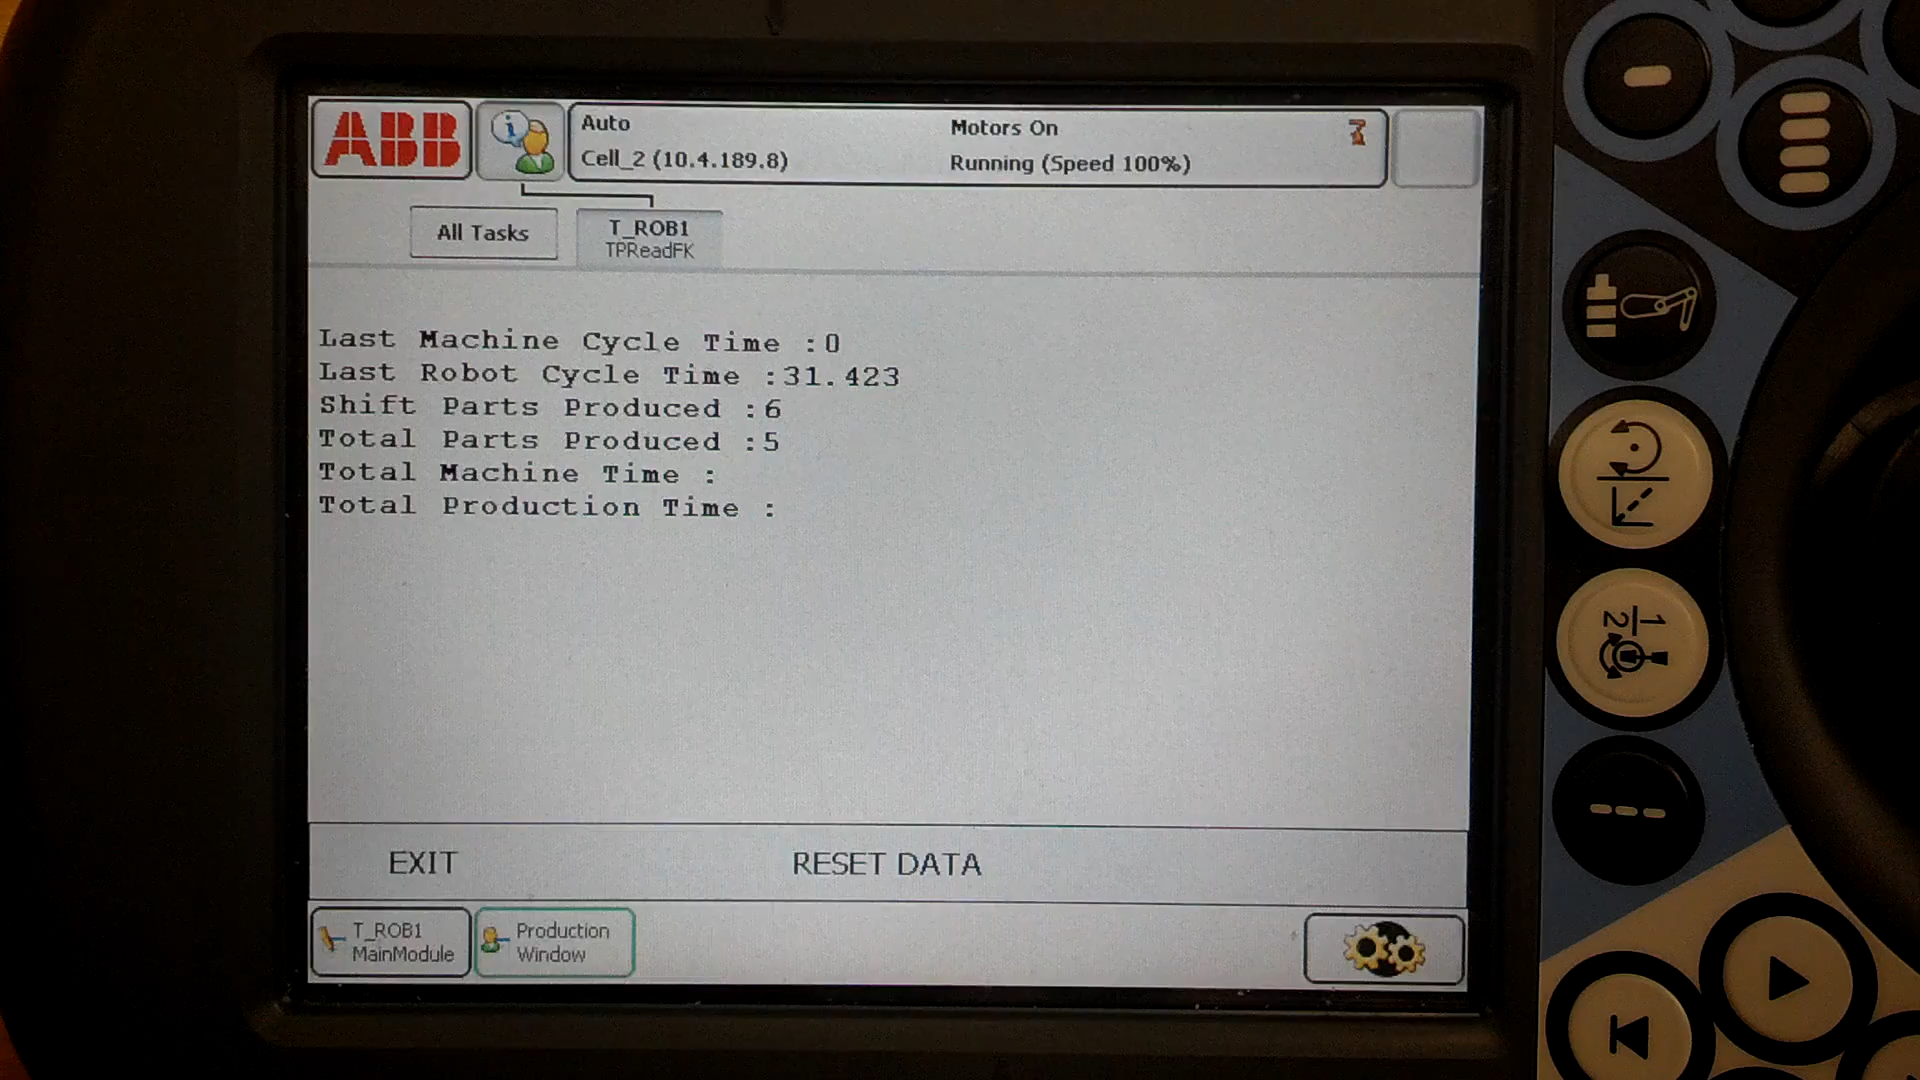 ABB
Auto
Cell_2 (10.4.189.8)
Motors On
Running (Speed 100%)
All Tasks
T_ROB1
TPReadFK
Last Machine Cycle Time :0
Last Robot Cycle Time :31.423
Shift Parts Produced :6
Total Parts Produced :5
Total Machine Time :
Total Production Time :
EXIT
RESET DATA
T_ROB1
MainModule
Production
Window
1
2